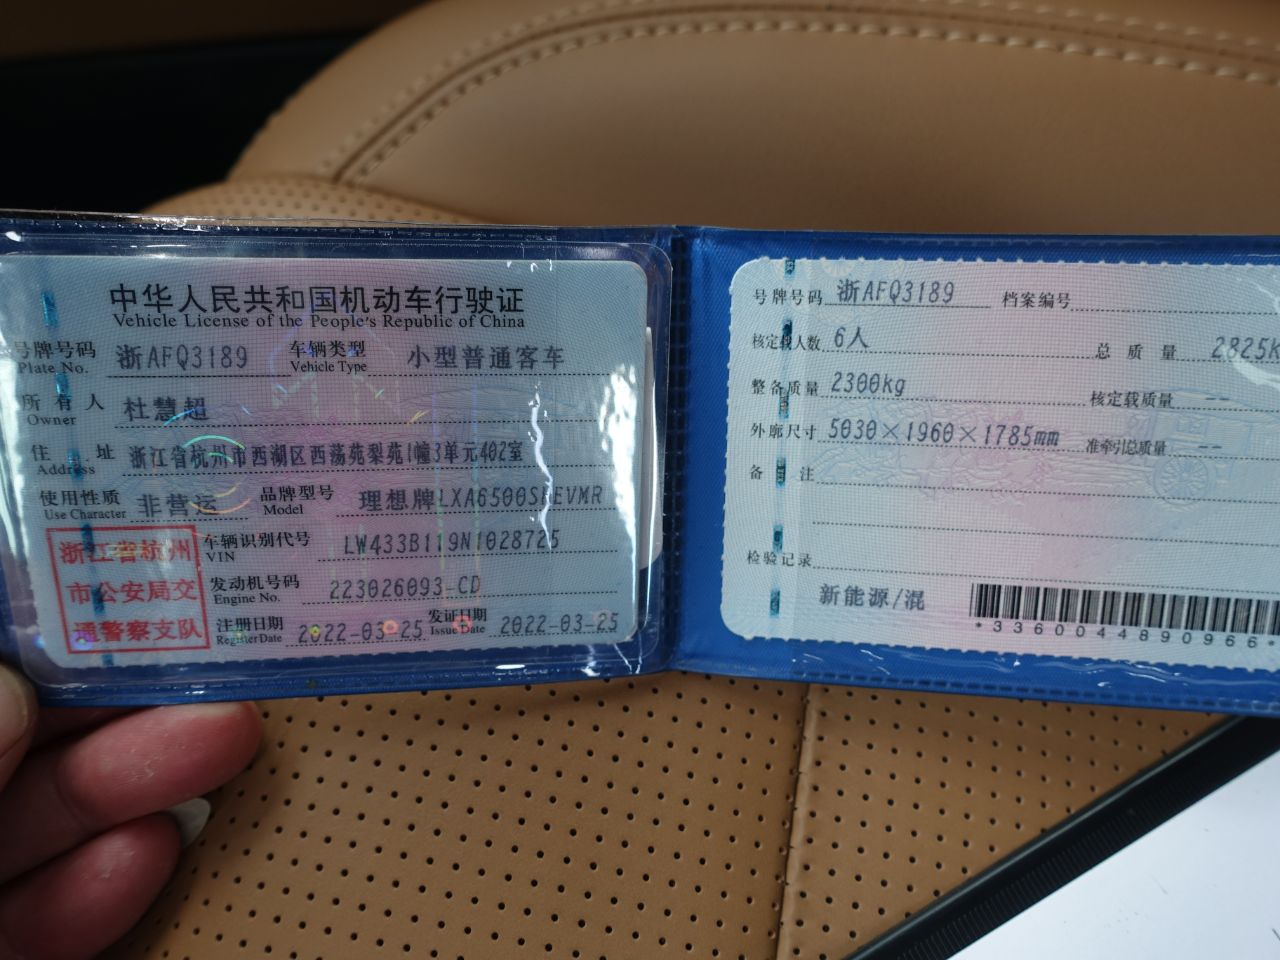 中华人民共和国机动车行驶证
Vehicle License of the People's Republic of China
号牌号码 浙AFQ3189 车辆类型 小型普通客车
Plate No. Vehicle Type
所有人 杜慧超
Owner
住址 浙江省杭州市西湖区西荡苑梨苑1幢3单元402室
Address
使用性质 非营运 品牌型号 理想牌LXA6500SHEVMR
Use Character Model
车辆识别代号 LW433B119N1028725
VIN
发动机号码 223026093-CD
Engine No.
注册日期 2022-03-25 发证日期 2022-03-25
Register Date Issue Date
浙江省杭州
市公安局交
通警察支队
号牌号码 浙AFQ3189 档案编号
核定载人数 6人 总质量 2825K
整备质量 2300kg 核定载质量 --
外廓尺寸 5030×1960×1785mm 准牵引总质量 --
备注
检验记录
新能源/混
*3360044890966*